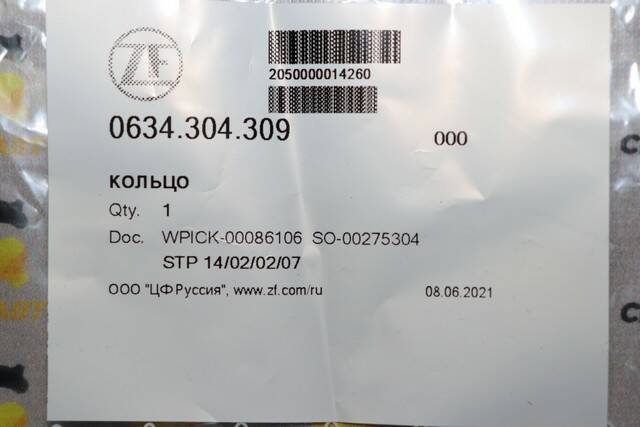 ZF
2050000014260
0634.304.309 000
КОЛЬЦО
Qty. 1
Doc. WPICK-00086106 SO-00275304
STP 14/02/02/07
ООО "ЦФ Руссия", www.zf.com/ru 08.06.2021